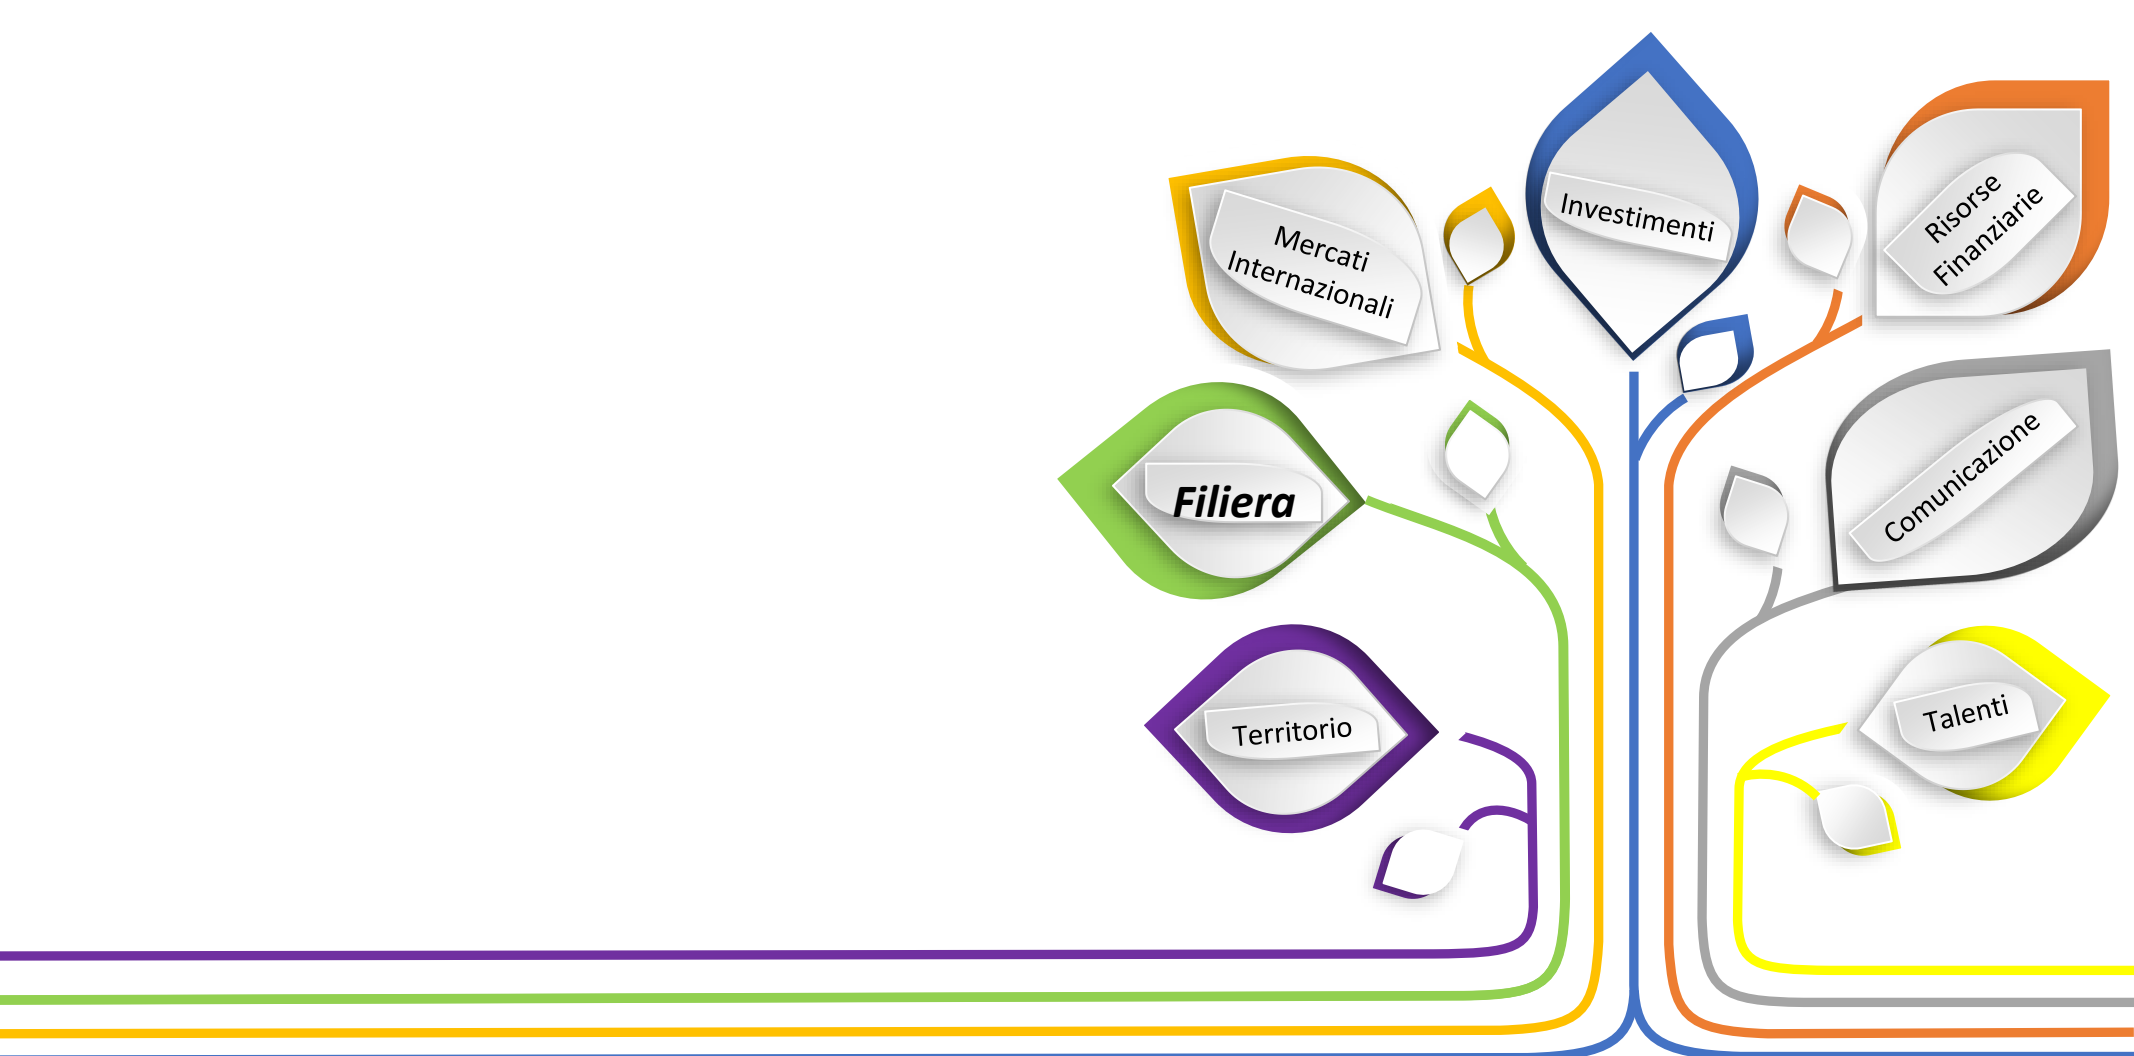 Investimenti
Risorse
Finanziarie
Mercati
Internazionali
Comunicazione
Filiera
Talenti
Territorio